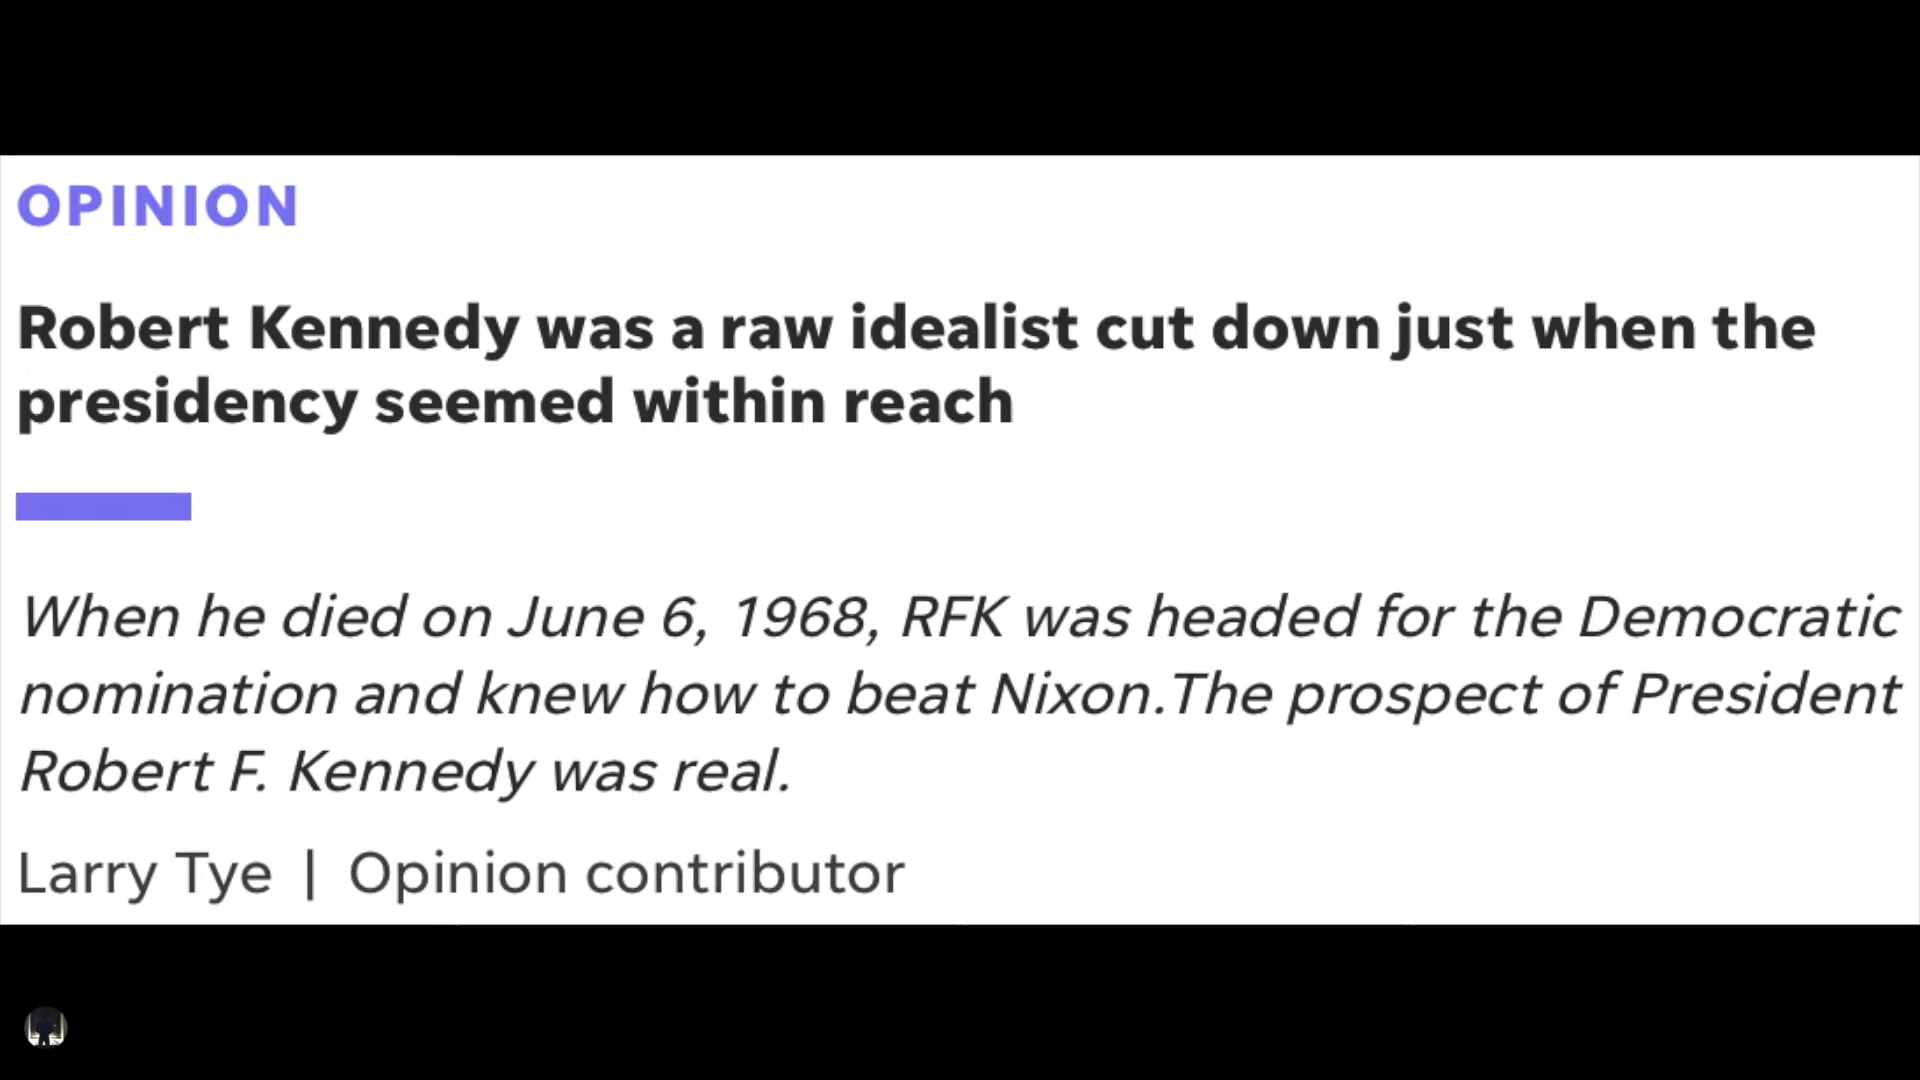 OPINION
Robert Kennedy was a raw idealist cut down just when the
presidency seemed within reach
When he died on June 6, 1968, RFK was headed for the Democratic
nomination and knew how to beat Nixon.The prospect of President
Robert F. Kennedy was real.
Larry Tye | Opinion contributor